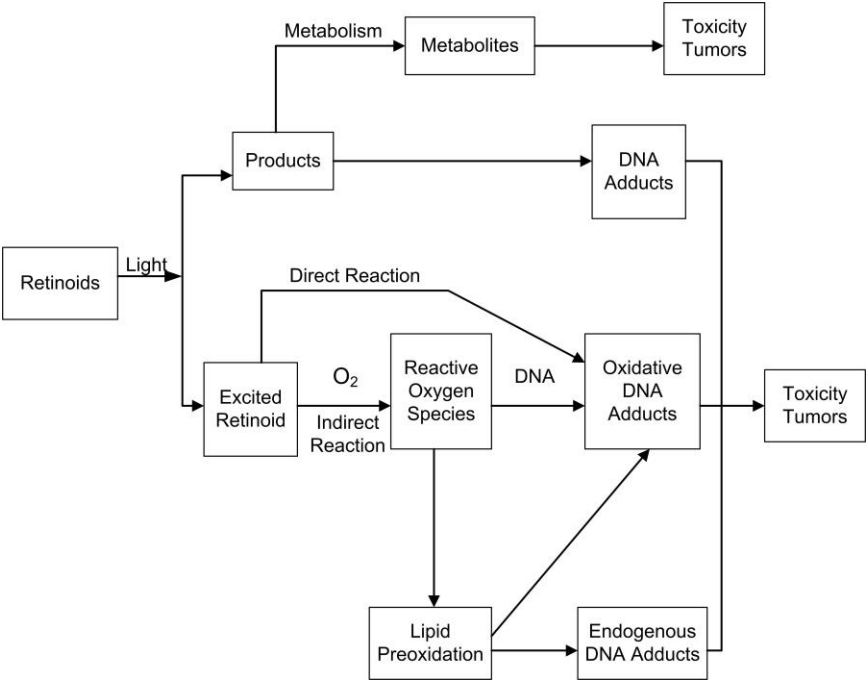 Metabolism
Metabolites
Toxicity
Tumors
Products
DNA
Adducts
Retinoids
Light
Direct Reaction
Excited
Retinoid
O₂
Indirect
Reaction
Reactive
Oxygen
Species
DNA
Oxidative
DNA
Adducts
Toxicity
Tumors
Lipid
Preoxidation
Endogenous
DNA Adducts